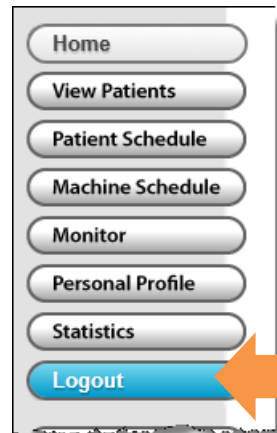 Home
View Patients
Patient Schedule
Machine Schedule
Monitor
Personal Profile
Statistics
Logout